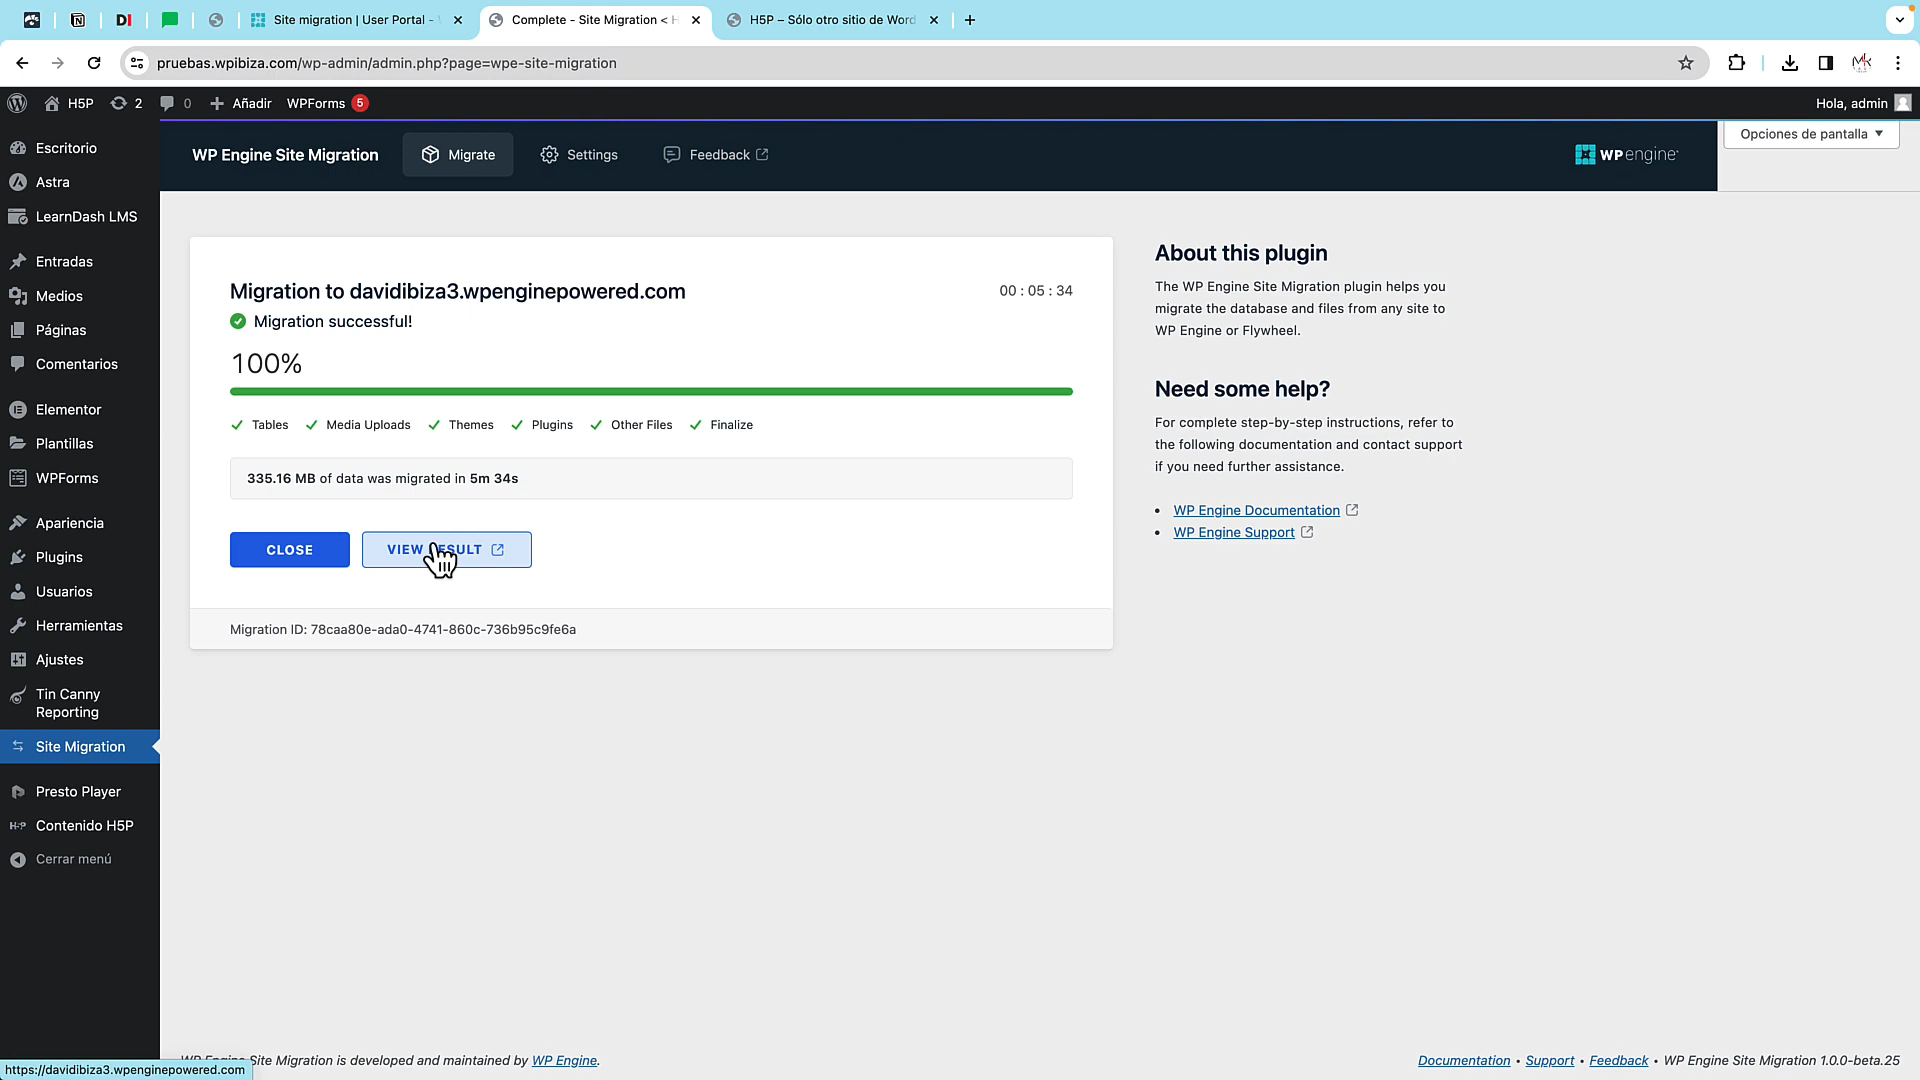 DI
Site migration | User Portal -
Complete - Site Migration < H
H5P – Sólo otro sitio de Word
pruebas.wpibiza.com/wp-admin/admin.php?page=wpe-site-migration
H5P
2
0
Añadir
WPForms
5
Hola, admin
Escritorio
Astra
LearnDash LMS
Entradas
Medios
Páginas
Comentarios
Elementor
Plantillas
WPForms
Apariencia
Plugins
Usuarios
Herramientas
Ajustes
Tin Canny
Reporting
Site Migration
Presto Player
Contenido H5P
Cerrar menú
WP Engine Site Migration
Migrate
Settings
Feedback
WP engine
Opciones de pantalla
Migration to davidibiza3.wpenginepowered.com
00 : 05 : 34
Migration successful!
100%
Tables
Media Uploads
Themes
Plugins
Other Files
Finalize
335.16 MB of data was migrated in 5m 34s
CLOSE
VIEW RESULT
Migration ID: 78caa80e-ada0-4741-860c-736b95c9fe6a
About this plugin
The WP Engine Site Migration plugin helps you
migrate the database and files from any site to
WP Engine or Flywheel.
Need some help?
For complete step-by-step instructions, refer to
the following documentation and contact support
if you need further assistance.
• WP Engine Documentation
• WP Engine Support
WP Engine Site Migration is developed and maintained by WP Engine.
Documentation • Support • Feedback • WP Engine Site Migration 1.0.0-beta.25
https://davidibiza3.wpenginepowered.com